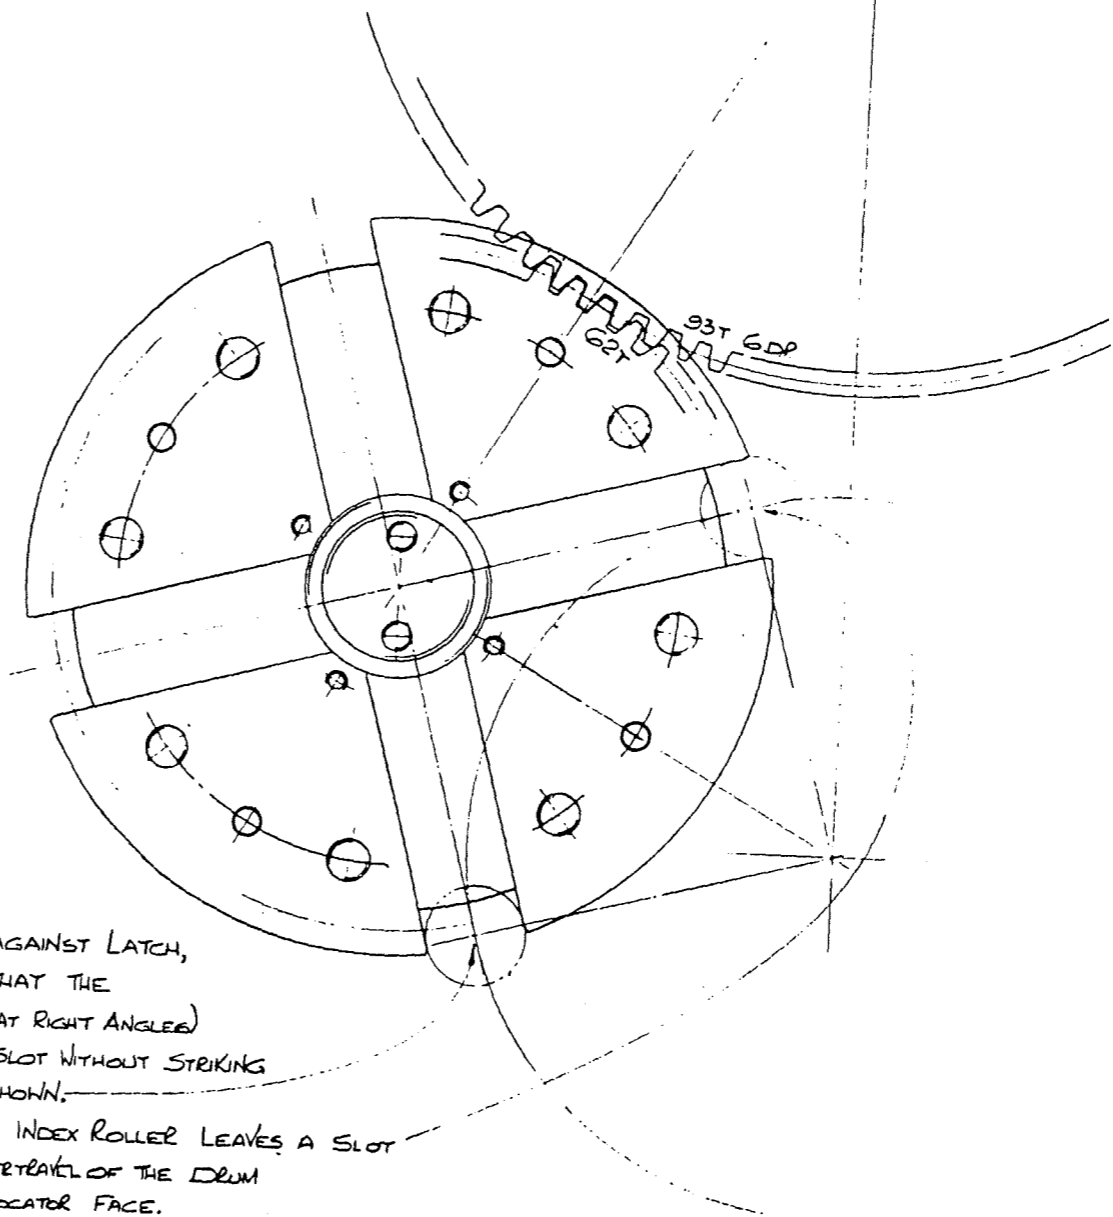 93T 6DP
62T
AGAINST LATCH,
HAT THE
AT RIGHT ANGLES)
SLOT WITHOUT STRIKING
HOWN.
INDEX ROLLER LEAVES A SLOT
RTRAVEL OF THE DRUM
OCATOR FACE.